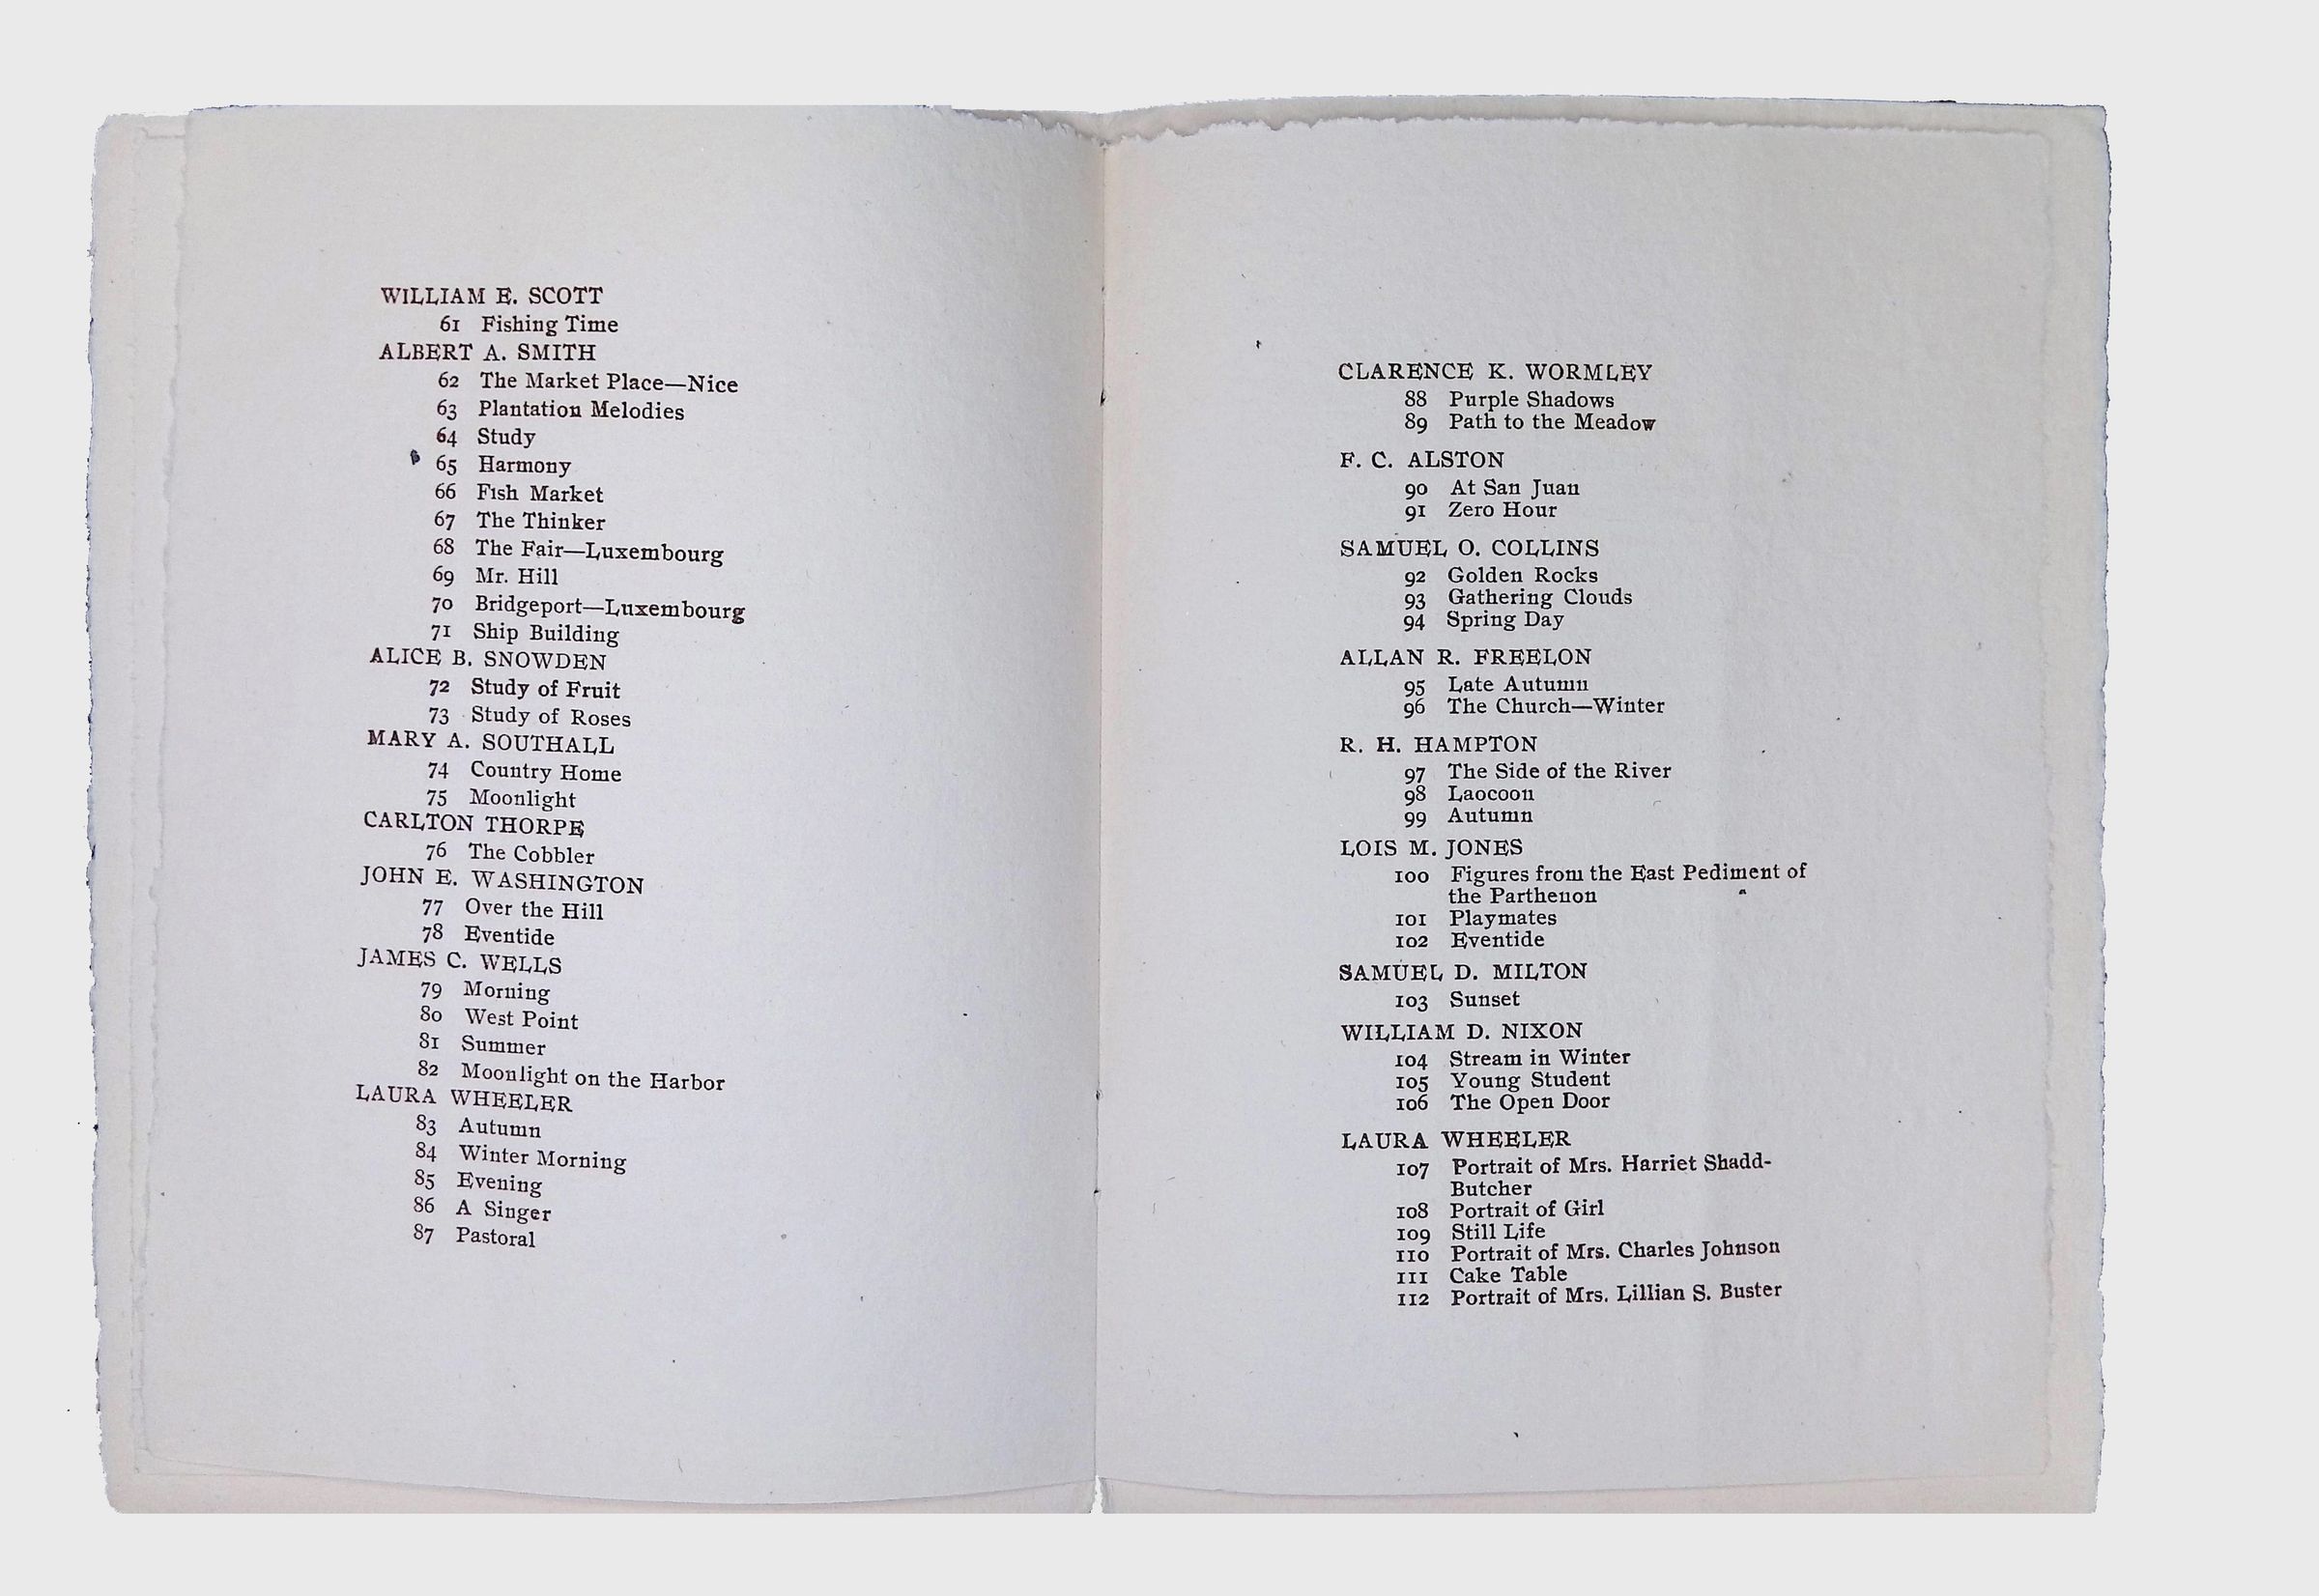 WILLIAM E. SCOTT
61 Fishing Time
ALBERT A. SMITH
62 The Market Place—Nice
63 Plantation Melodies
64 Study
65 Harmony
66 Fish Market
67 The Thinker
68 The Fair—Luxembourg
69 Mr. Hill
70 Bridgeport—Luxembourg
71 Ship Building
ALICE B. SNOWDEN
72 Study of Fruit
73 Study of Roses
MARY A. SOUTHALL
74 Country Home
75 Moonlight
CARLTON THORPE
76 The Cobbler
JOHN E. WASHINGTON
77 Over the Hill
78 Eventide
JAMES C. WELLS
79 Morning
80 West Point
81 Summer
82 Moonlight on the Harbor
LAURA WHEELER
83 Autumn
84 Winter Morning
85 Evening
86 A Singer
87 Pastoral
CLARENCE K. WORMLEY
88 Purple Shadows
89 Path to the Meadow
F. C. ALSTON
90 At San Juan
91 Zero Hour
SAMUEL O. COLLINS
92 Golden Rocks
93 Gathering Clouds
94 Spring Day
ALLAN R. FREELON
95 Late Autumn
96 The Church—Winter
R. H. HAMPTON
97 The Side of the River
98 Laocoon
99 Autumn
LOIS M. JONES
100 Figures from the East Pediment of
the Parthenon
101 Playmates
102 Eventide
SAMUEL D. MILTON
103 Sunset
WILLIAM D. NIXON
104 Stream in Winter
105 Young Student
106 The Open Door
LAURA WHEELER
107 Portrait of Mrs. Harriet Shadd-
Butcher
108 Portrait of Girl
109 Still Life
110 Portrait of Mrs. Charles Johnson
111 Cake Table
112 Portrait of Mrs. Lillian S. Buster